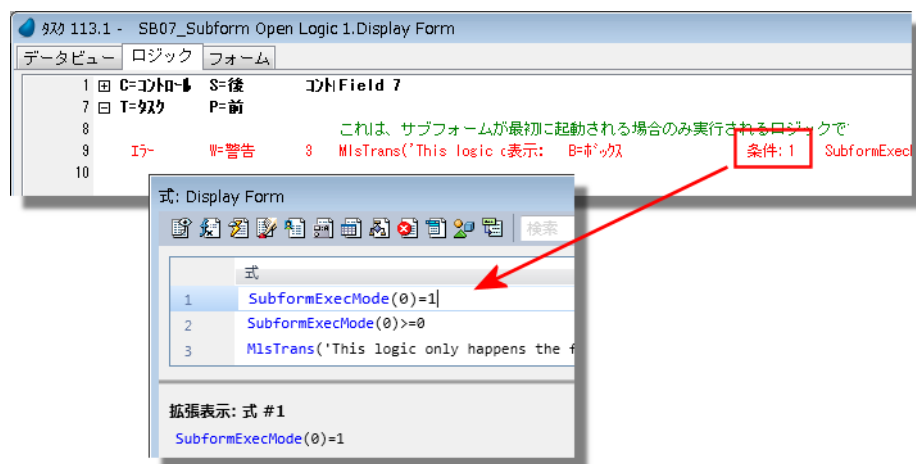 ﾀｽｸ 113.1 - SB07_Subform Open Logic 1.Display Form
データビュー ロジック フォーム
1 C=ｺﾝﾄﾛｰﾙ S=後 ｺﾝﾄ Field 7
7 T=ﾀｽｸ P=前
8 これは、サブフォームが最初に起動される場合のみ実行されるロジックで
9 ｴﾗｰ W=警告 3 MlsTrans('This logic 表示: B=ﾎﾞｯｸｽ 条件: 1 SubformExec
10
式: Display Form
検索
式
1 SubformExecMode(0)=1
2 SubformExecMode(0)>=0
3 MlsTrans('This logic only happens the f
拡張表示: 式 #1
SubformExecMode(0)=1